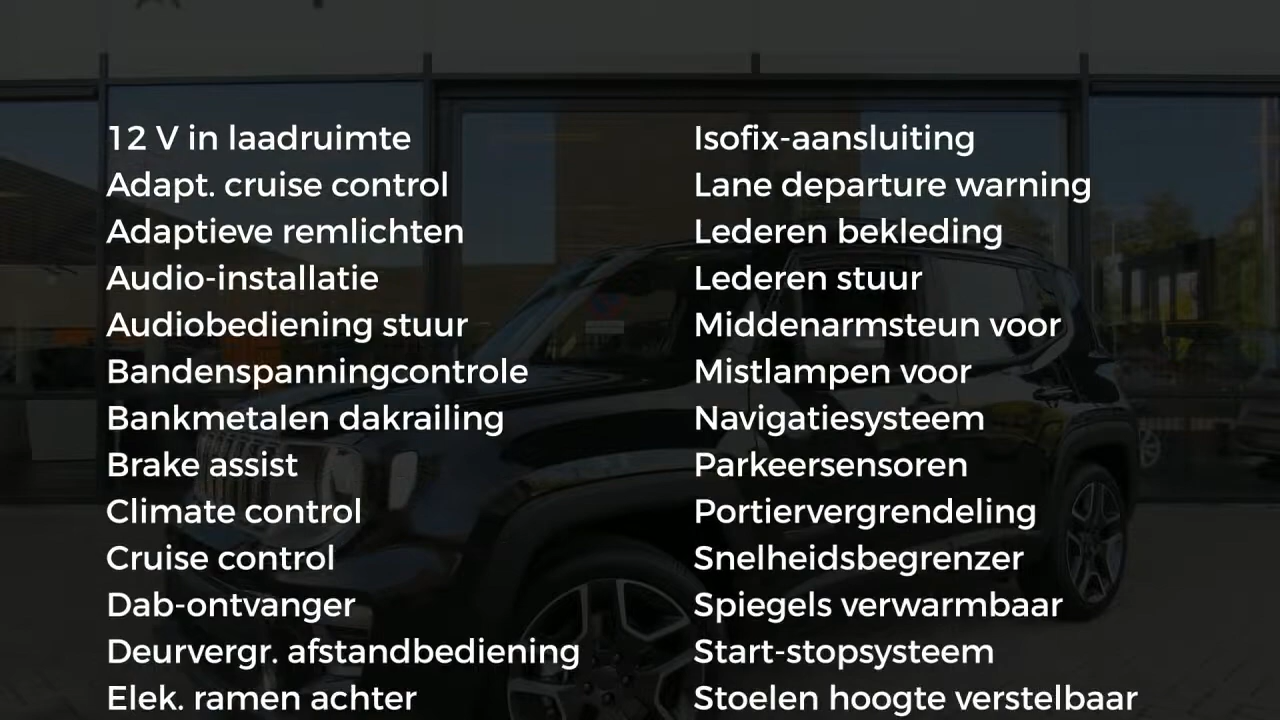 12 V in laadruimte
Adapt. cruise control
Adaptieve remlichten
Audio-installatie
Audiobediening stuur
Bandenspanningcontrole
Bankmetalen dakrailing
Brake assist
Climate control
Cruise control
Dab-ontvanger
Deurvergr. afstandbediening
Elek. ramen achter
Isofix-aansluiting
Lane departure warning
Lederen bekleding
Lederen stuur
Middenarmsteun voor
Mistlampen voor
Navigatiesysteem
Parkeersensoren
Portiervergrendeling
Snelheidsbegrenzer
Spiegels verwarmbaar
Start-stopsysteem
Stoelen hoogte verstelbaar